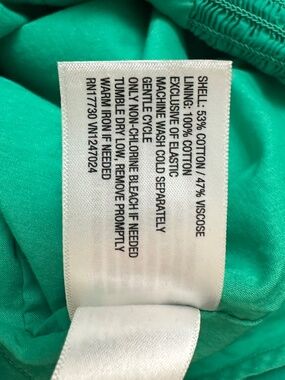 SHELL: 53% COTTON / 47% VISCOSE
LINING: 100% COTTON
EXCLUSIVE OF ELASTIC
MACHINE WASH COLD SEPARATELY
GENTLE CYCLE
ONLY NON-CHLORINE BLEACH IF NEEDED
TUMBLE DRY LOW, REMOVE PROMPTLY
WARM IRON IF NEEDED
RN17730 VN1247024